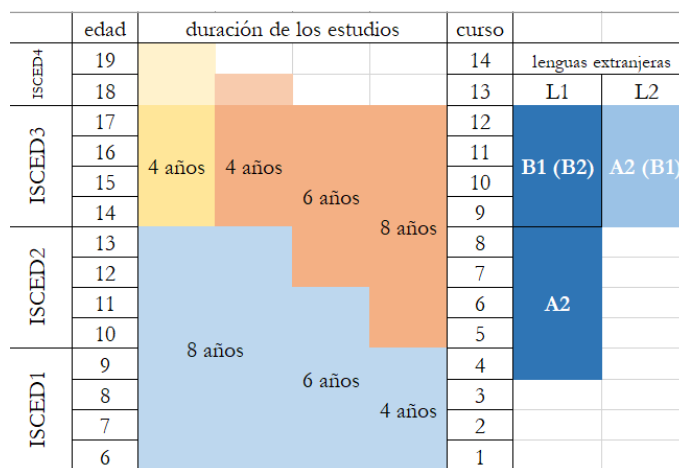 edad duración de los estudios curso
ISCED4 19 14 lenguas extranjeras
18 13 L1 L2
ISCED3 17 12
16 4 años 4 años 11 B1 (B2) A2 (B1)
15 6 años 10
14 8 años 9
ISCED2 13 8
12 7
11 6 A2
10 8 años 5
ISCED1 9 6 años 4
8 4 años 3
7 2
6 1